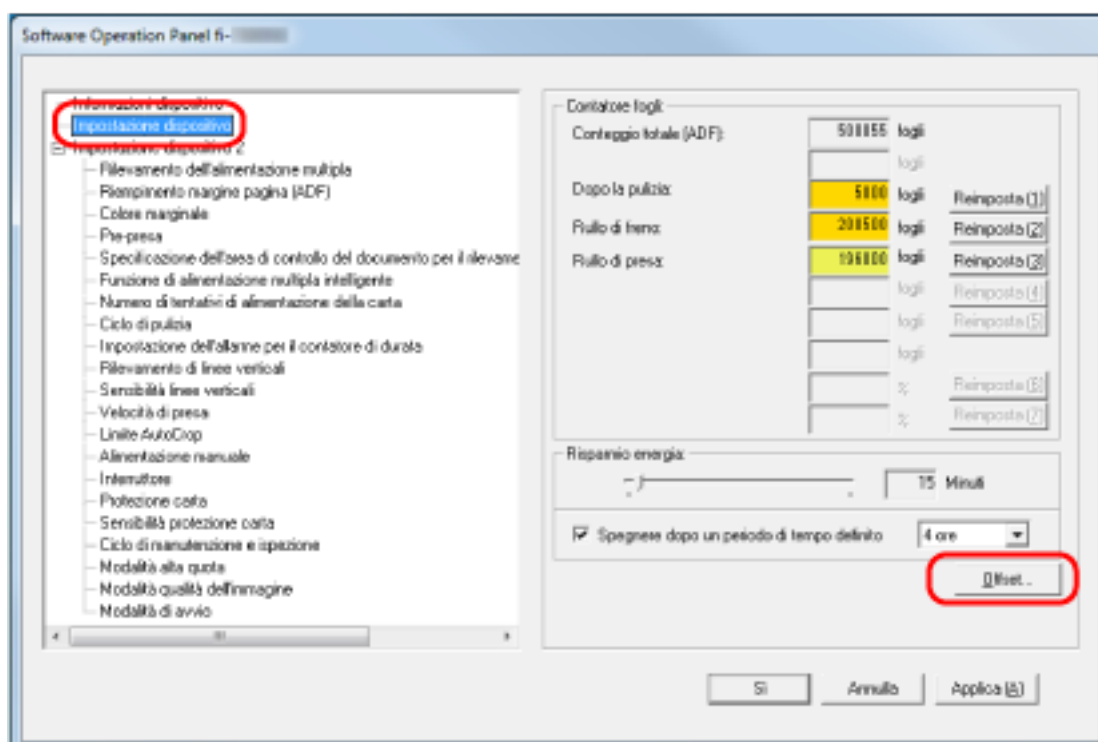 Software Operation Panel fi-
Informazioni dispositivo
Impostazione dispositivo
Impostazione dispositivo 2
Rilevamento dell'alimentazione multipla
Riempimento margine pagina (ADF)
Colore marginale
Pre-presa
Specificazione dell'area di controllo del documento per il rilevame
Funzione di alimentazione multipla intelligente
Numero di tentativi di alimentazione della carta
Ciclo di pulizia
Impostazione dell'allarme per il contatore di durata
Rilevamento di linee verticali
Sensibilità linee verticali
Velocità di presa
Limite AutoCrop
Alimentazione manuale
Interruttore
Protezione carta
Sensibilità protezione carta
Ciclo di manutenzione e ispezione
Modalità alta quota
Modalità qualità dell'immagine
Modalità di avvio
Contatore fogli:
Conteggio totale (ADF): 500055 fogli
fogli
Dopo la pulizia: 5000 fogli Reimposta (1)
Rullo di freno: 200500 fogli Reimposta (2)
Rullo di presa: 196000 fogli Reimposta (3)
fogli Reimposta (4)
fogli Reimposta (5)
fogli
% Reimposta (6)
% Reimposta (7)
Risparmio energia:
15 Minuti
Spegnere dopo un periodo di tempo definito 4 ore
Offset...
Sì Annulla Applica (A)